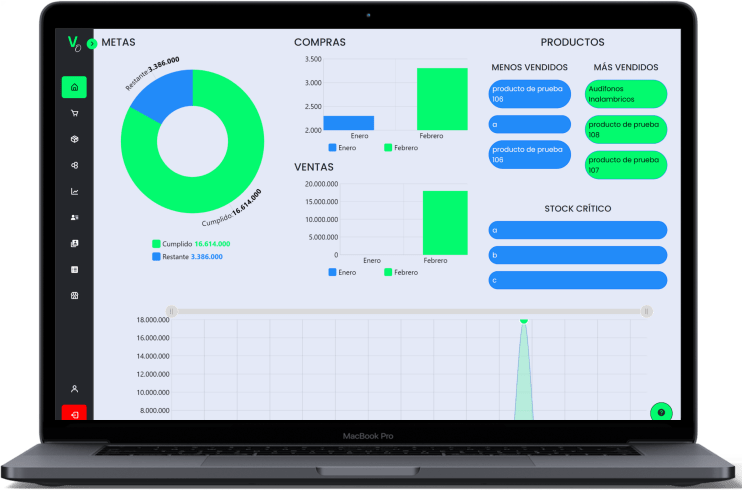 V
METAS
Restante:3.386.000
Cumplido:16.614.000
Cumplido 16.614.000
Restante 3.386.000
COMPRAS
3.500
3.000
2.500
2.000
Enero
Febrero
Enero
Febrero
VENTAS
20.000.000
15.000.000
10.000.000
5.000.000
0
Enero
Febrero
Enero
Febrero
PRODUCTOS
MENOS VENDIDOS
producto de prueba
106
a
producto de prueba
106
MÁS VENDIDOS
Audífonos
Inalambricos
producto de prueba
108
producto de prueba
107
STOCK CRÍTICO
a
b
c
18.000.000
16.000.000
14.000.000
12.000.000
10.000.000
8.000.000
?
MacBook Pro